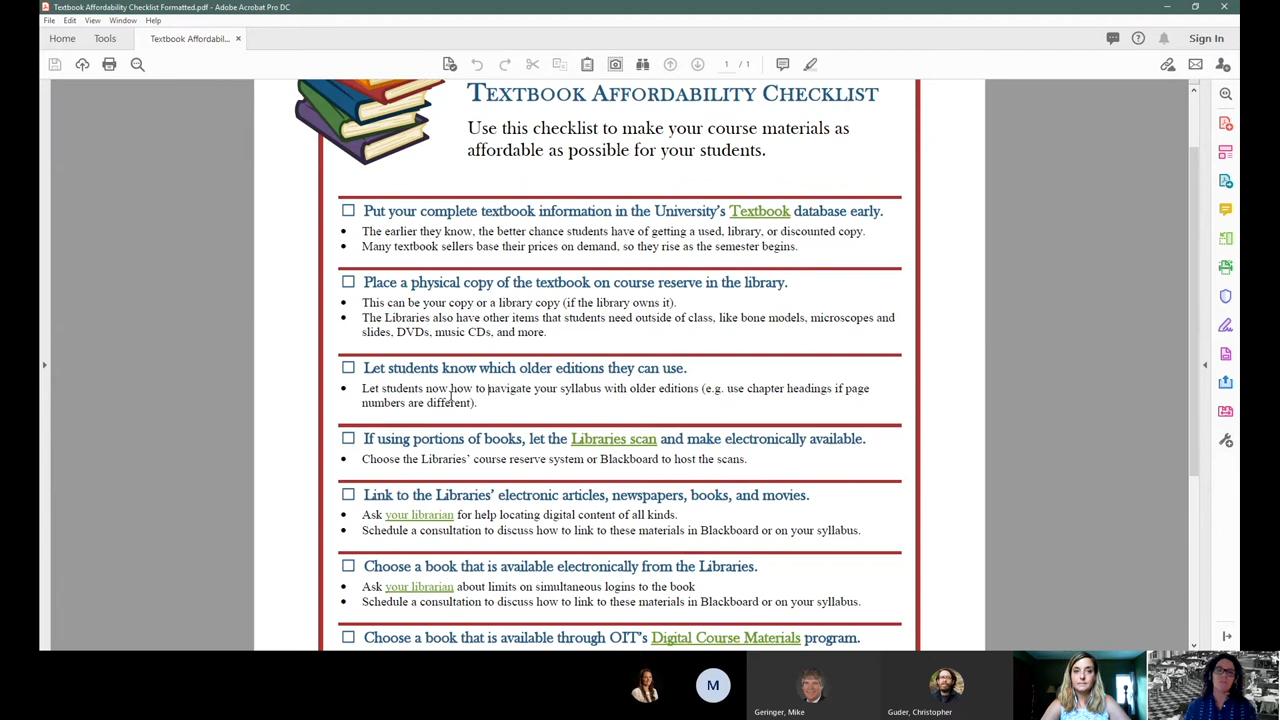 Textbook Affordability Checklist Formatted.pdf - Adobe Acrobat Pro DC
File Edit View Window Help
Home Tools Textbook Affordabil... × Sign In
1 / 1
TEXTBOOK AFFORDABILITY CHECKLIST
Use this checklist to make your course materials as
affordable as possible for your students.
Put your complete textbook information in the University's Textbook database early.
• The earlier they know, the better chance students have of getting a used, library, or discounted copy.
• Many textbook sellers base their prices on demand, so they rise as the semester begins.
Place a physical copy of the textbook on course reserve in the library.
• This can be your copy or a library copy (if the library owns it).
• The Libraries also have other items that students need outside of class, like bone models, microscopes and
slides, DVDs, music CDs, and more.
Let students know which older editions they can use.
• Let students now how to navigate your syllabus with older editions (e.g. use chapter headings if page
numbers are different).
If using portions of books, let the Libraries scan and make electronically available.
• Choose the Libraries' course reserve system or Blackboard to host the scans.
Link to the Libraries' electronic articles, newspapers, books, and movies.
• Ask your librarian for help locating digital content of all kinds.
• Schedule a consultation to discuss how to link to these materials in Blackboard or on your syllabus.
Choose a book that is available electronically from the Libraries.
• Ask your librarian about limits on simultaneous logins to the book
• Schedule a consultation to discuss how to link to these materials in Blackboard or on your syllabus.
Choose a book that is available through OIT's Digital Course Materials program.
M
Geringer, Mike
Guder, Christopher